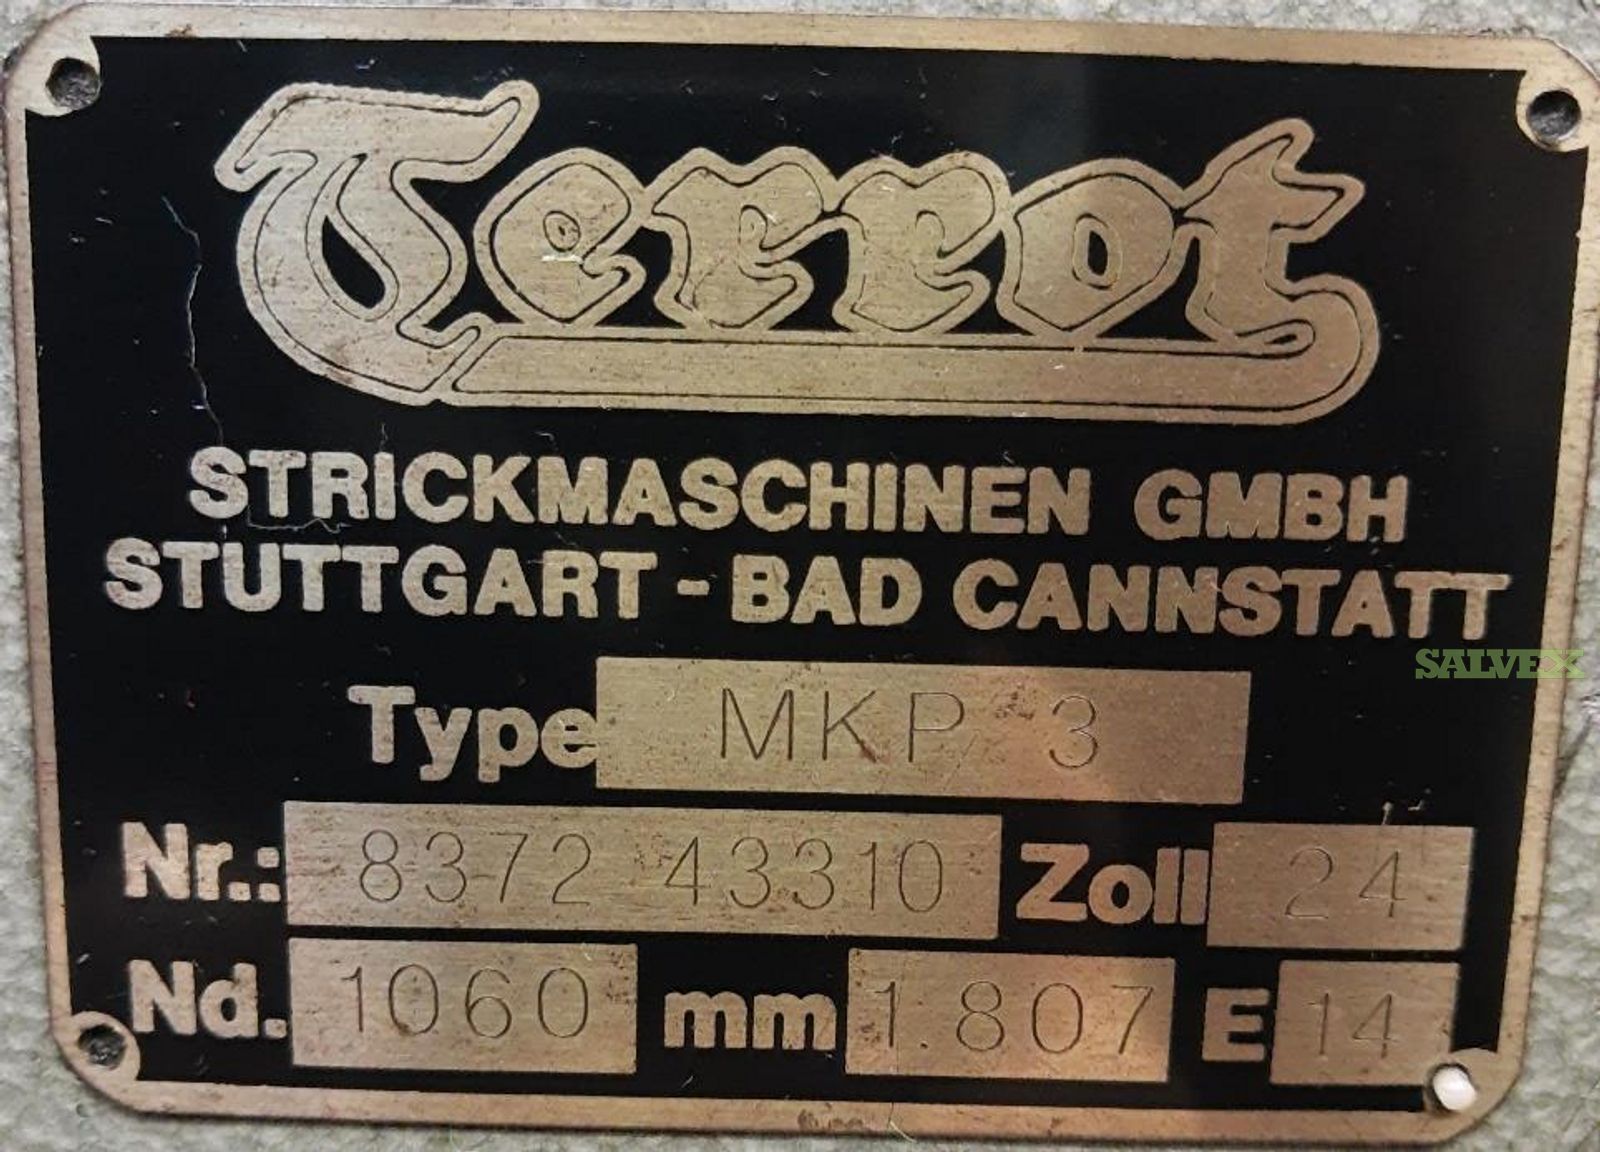 Terrot
STRICKMASCHINEN GMBH
STUTTGART - BAD CANNSTATT
SALVEX
Type MKP 3
Nr.: 8372 43310 Zoll 24
Nd. 1060 mm 1.807 E 14